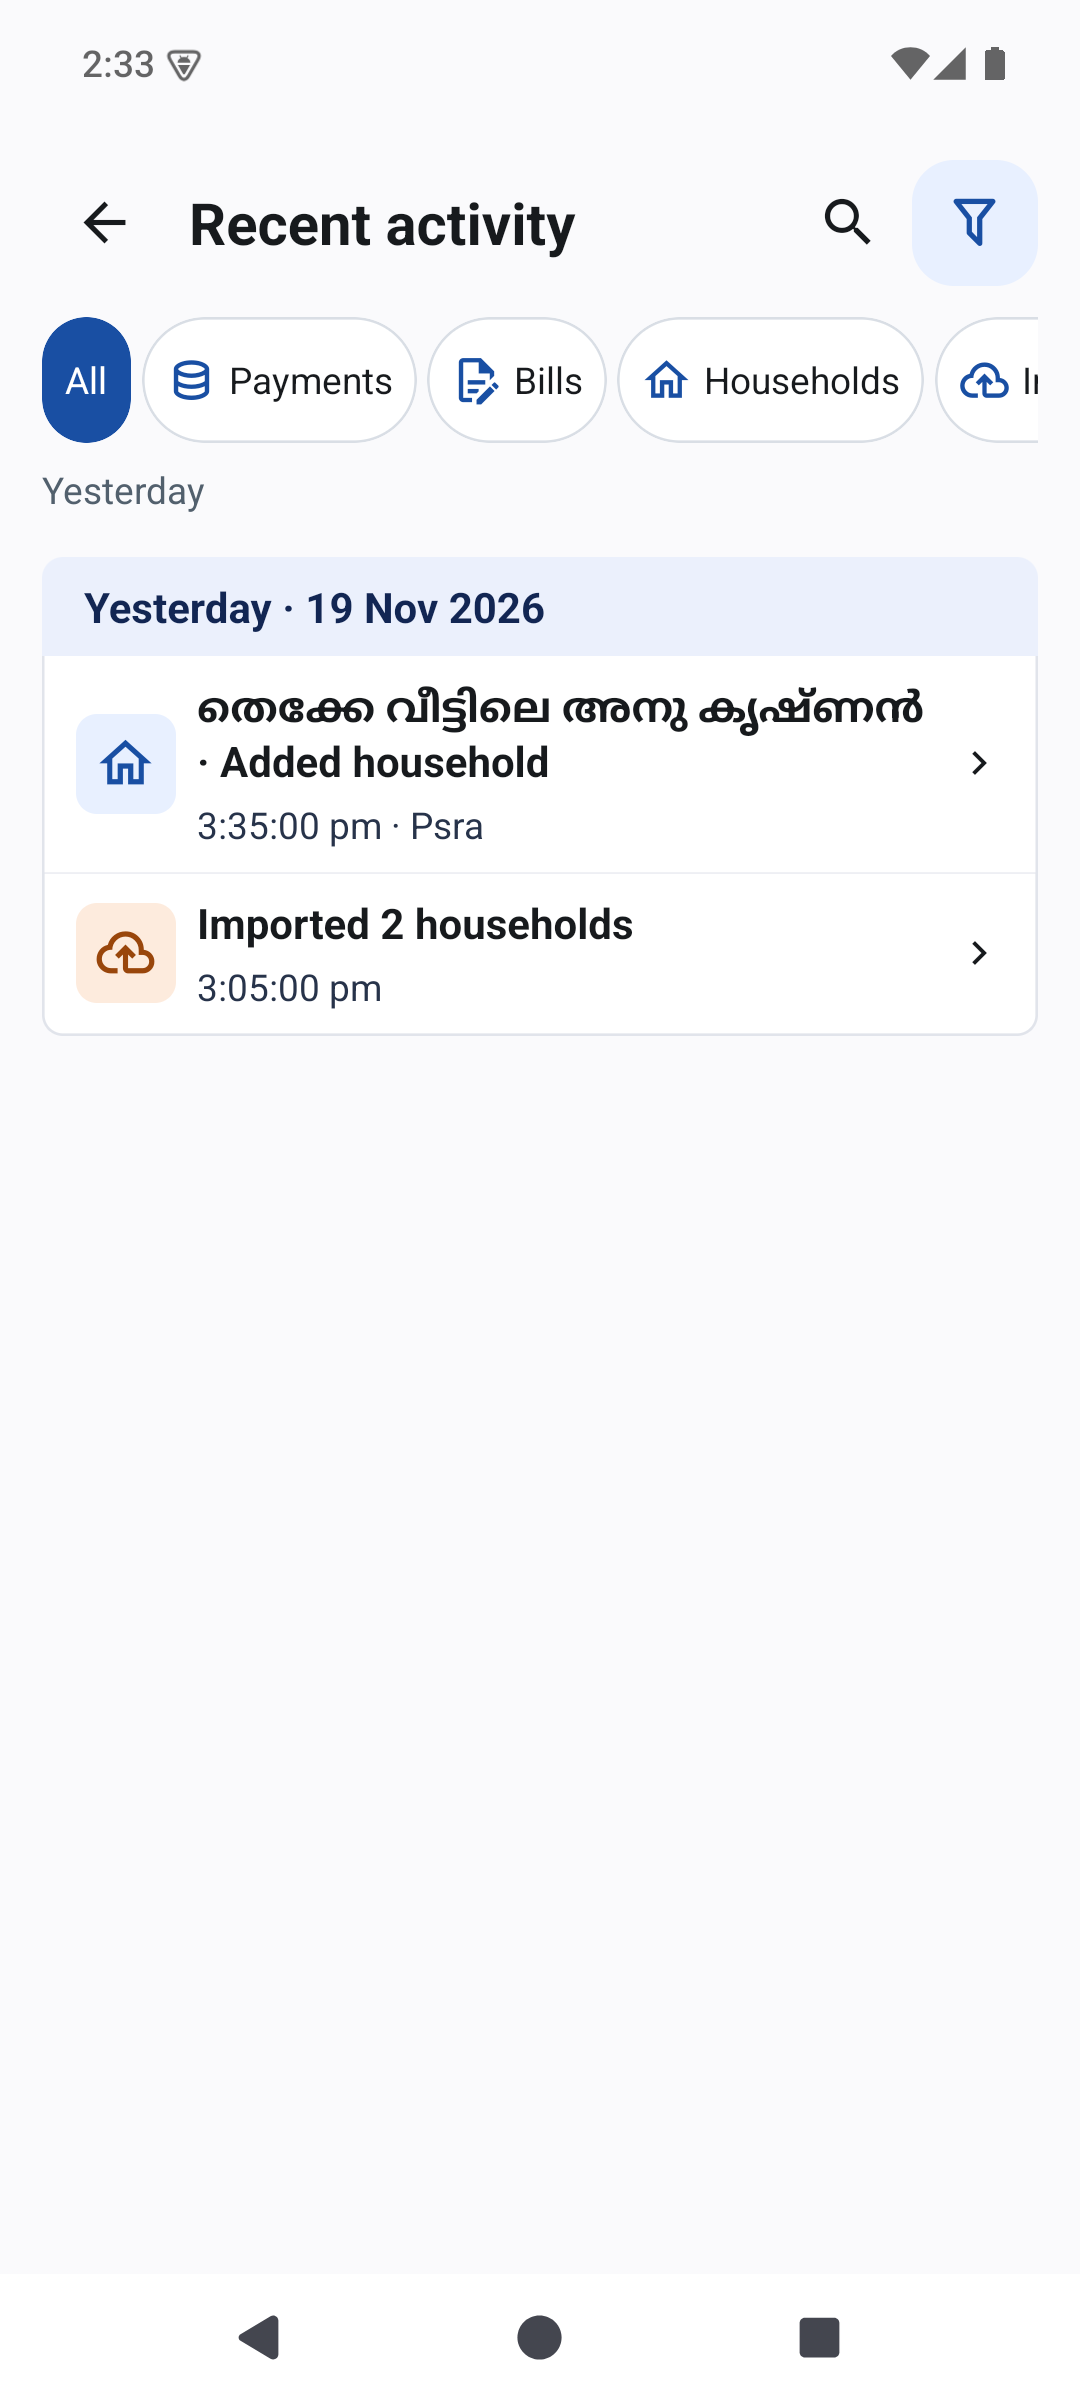 2:33
Recent activity
All
Payments
Bills
Households
Yesterday
Yesterday · 19 Nov 2026
തെക്കേ വീട്ടിലെ അനു കൃഷ്ണൻ
· Added household
3:35:00 pm · Psra
Imported 2 households
3:05:00 pm